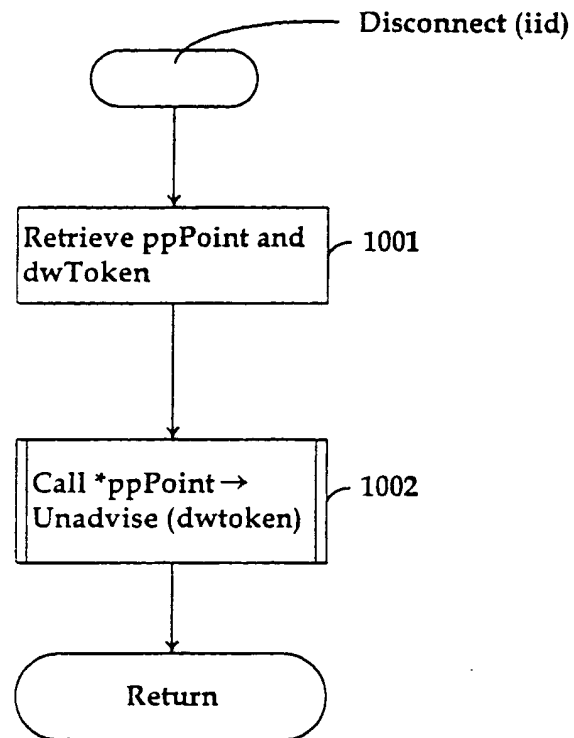 Disconnect (iid)
Retrieve ppPoint and
dwToken
1001
Call *ppPoint →
Unadvise (dwtoken)
1002
Return